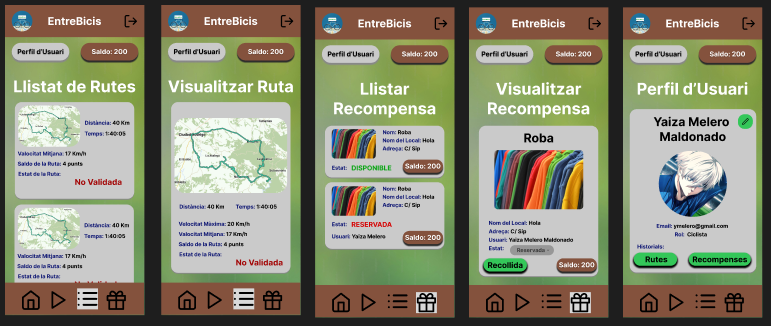 EntreBicis
Perfil d'Usuari
Saldo: 200
Llistat de Rutes
Distància: 40 Km
Temps: 1:40:05
Velocitat Mitjana: 17 Km/h
Saldo de la Ruta: 4 punts
Estat de la Ruta:
No Validada
Distància: 40 Km
Temps: 1:40:05
Velocitat Mitjana: 17 Km/h
Saldo de la Ruta: 4 punts
Estat de la Ruta:
No Validada
EntreBicis
Perfil d'Usuari
Saldo: 200
Visualitzar Ruta
Distància: 40 Km Temps: 1:40:05
Velocitat Màxima: 20 Km/h
Velocitat Mitjana: 17 Km/h
Saldo de la Ruta: 4 punts
Estat de la Ruta:
No Validada
EntreBicis
Perfil d'Usuari
Saldo: 200
Llistar
Recompensa
Nom: Roba
Nom del Local: Hola
Adreça: C/ Sip
Estat: DISPONIBLE
Saldo: 200
Nom: Roba
Nom del Local: Hola
Adreça: C/ Sip
Estat: RESERVADA
Usuari: Yaiza Melero
Saldo: 200
EntreBicis
Perfil d'Usuari
Saldo: 200
Visualitzar
Recompensa
Roba
Nom del Local: Hola
Adreça: C/ Sip
Usuari: Yaiza Melero Maldonado
Estat: Reservada
Recollida
Saldo: 200
EntreBicis
Perfil d'Usuari
Saldo: 200
Perfil d'Usuari
Yaiza Melero
Maldonado
Email: ymelero@gmail.com
Rol: Ciclista
Historials:
Rutes
Recompenses